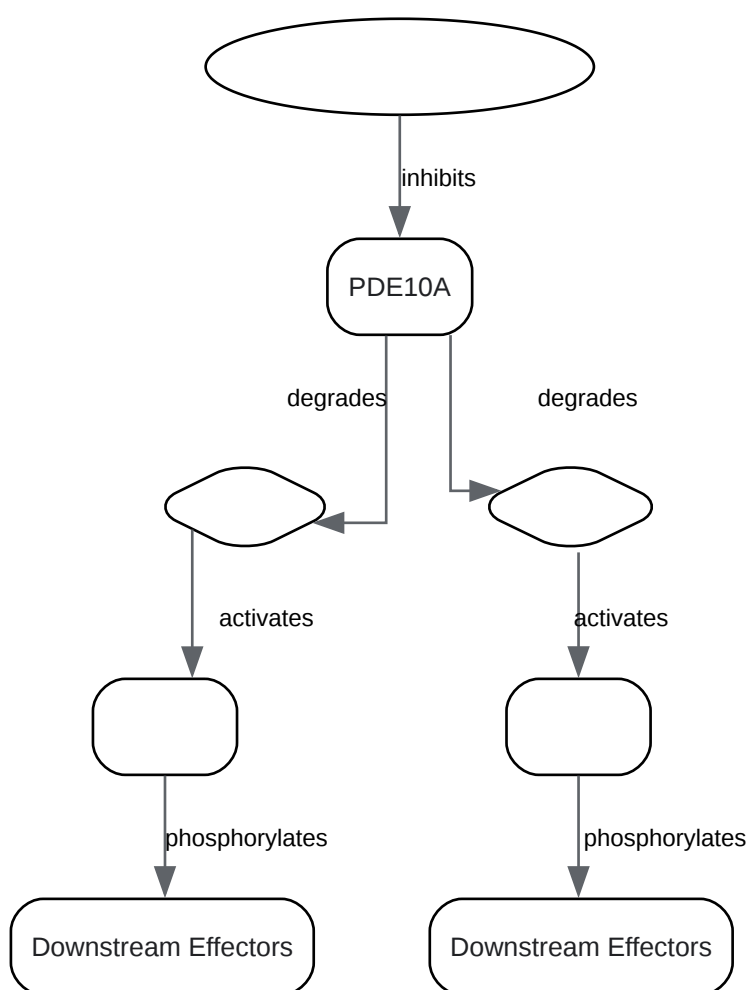 inhibits
PDE10A
degrades
degrades
activates
activates
phosphorylates
phosphorylates
Downstream Effectors
Downstream Effectors